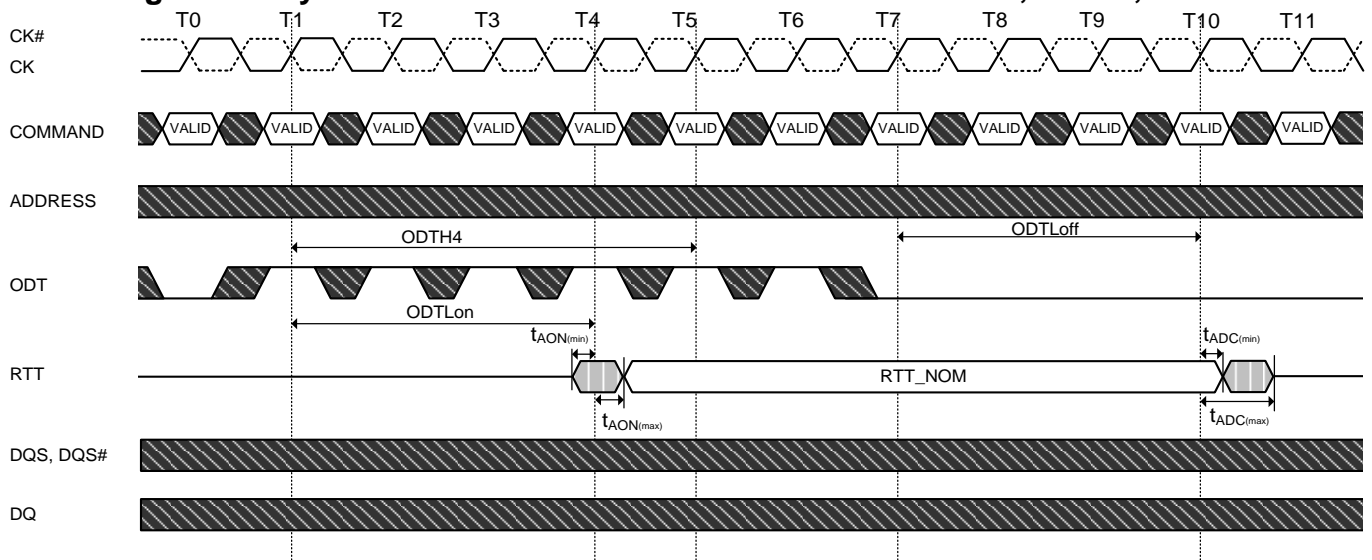 T0 T1 T2 T3 T4 T5 T6 T7 T8 T9 T10 T11
CK#
CK
COMMAND VALID VALID VALID VALID VALID VALID VALID VALID VALID VALID VALID VALID
ADDRESS
ODTH4 ODTLoff
ODT
ODTLon
tAON(min) tADC(min)
RTT RTT_NOM
tAON(max) tADC(max)
DQS, DQS#
DQ